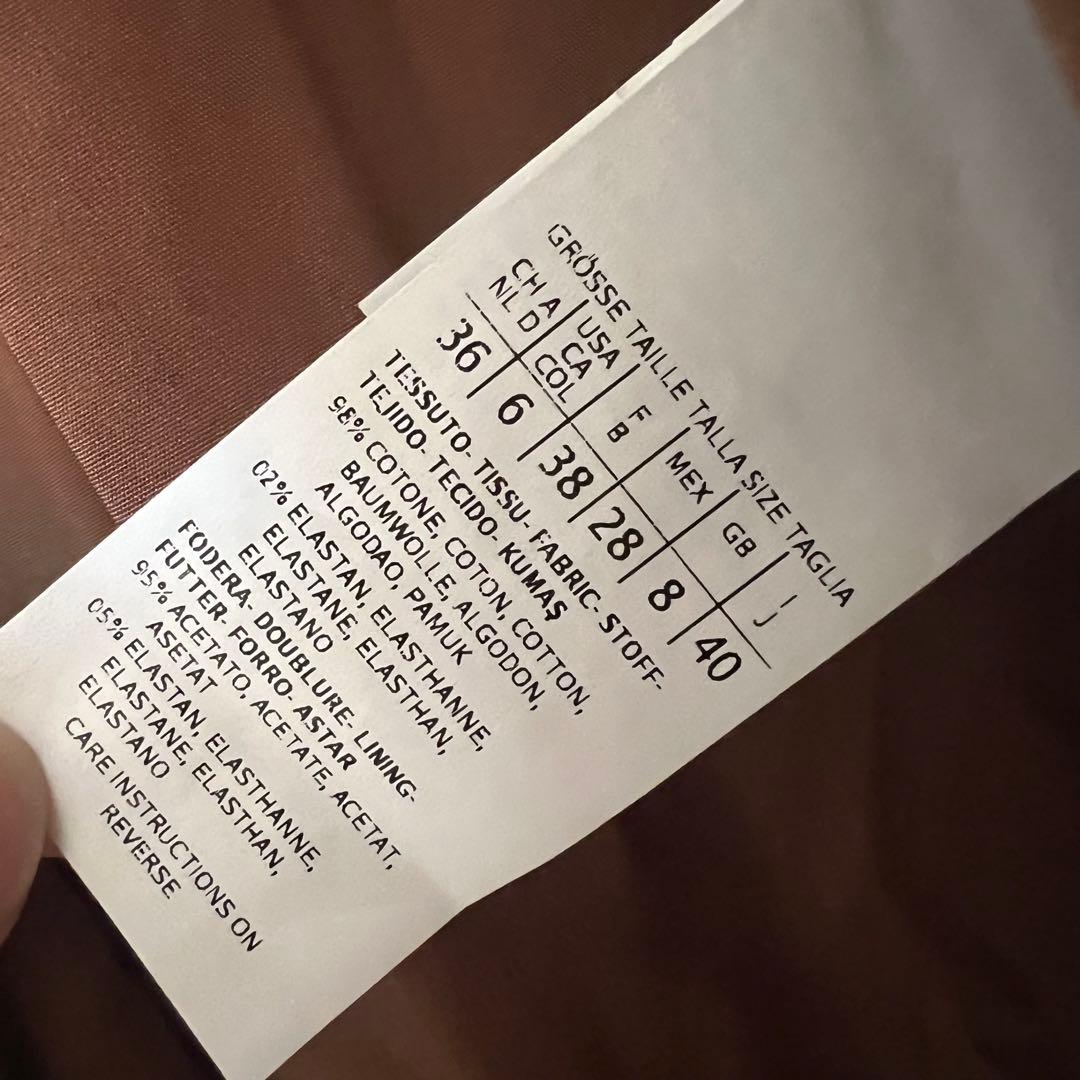 GRÖSSE TAILLE TALLA SIZE TAGLIA
CH A | USA | F | MEX | GB | I
NL D | CA | B | J
COL
36 | 6 | 38 | 28 | 8 | 40
TESSUTO- TISSU- FABRIC- STOFF-
TEJIDO- TECIDO- KUMAŞ
98% COTONE, COTON, COTTON,
BAUMWOLLE, ALGODON,
ALGODAO, PAMUK
02% ELASTAN, ELASTHANNE,
ELASTANE, ELASTHAN,
ELASTANO
FODERA- DOUBLURE- LINING-
FUTTER- FORRO- ASTAR
95% ACETATO, ACETATE, ACETAT,
ASETAT
05% ELASTAN, ELASTHANNE,
ELASTANE, ELASTHAN,
ELASTANO
CARE INSTRUCTIONS ON
REVERSE